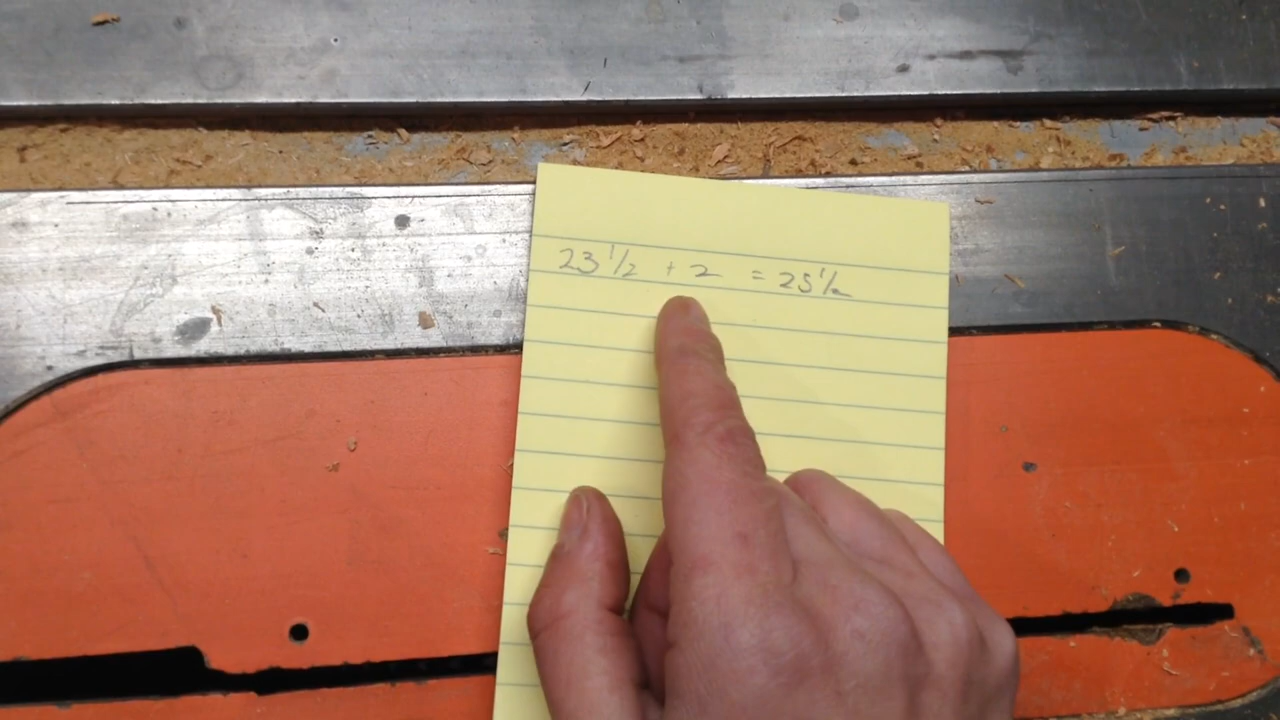 23 1/2 + 2 = 25 1/2